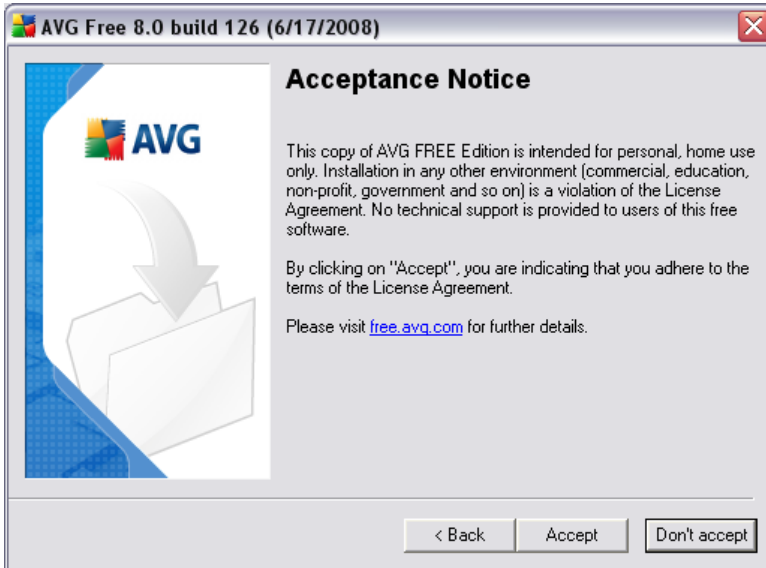 AVG Free 8.0 build 126 (6/17/2008)
Acceptance Notice
AVG
This copy of AVG FREE Edition is intended for personal, home use
only. Installation in any other environment (commercial, education,
non-profit, government and so on) is a violation of the License
Agreement. No technical support is provided to users of this free
software.
By clicking on "Accept", you are indicating that you adhere to the
terms of the License Agreement.
Please visit free.avg.com for further details.
< Back
Accept
Don't accept